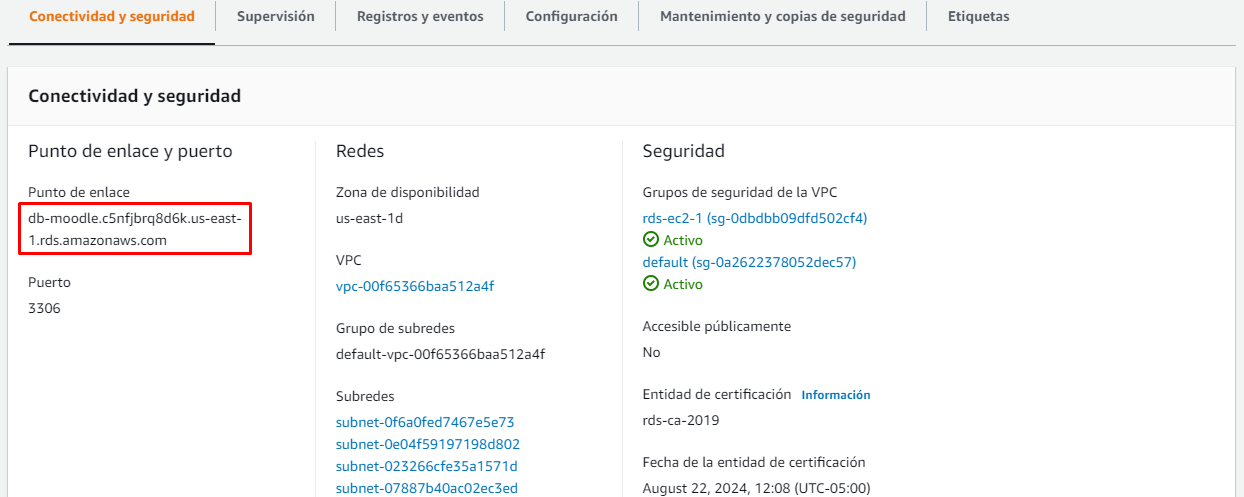 Conectividad y seguridad
Supervisión
Registros y eventos
Configuración
Mantenimiento y copias de seguridad
Etiquetas
Conectividad y seguridad
Punto de enlace y puerto
Punto de enlace
db-moodle.c5nfjbrq8d6k.us-east-
1.rds.amazonaws.com
Puerto
3306
Redes
Zona de disponibilidad
us-east-1d
VPC
vpc-00f65366baa512a4f
Grupo de subredes
default-vpc-00f65366baa512a4f
Subredes
subnet-0f6a0fed7467e5e73
subnet-0e04f59197198d802
subnet-023266cfe35a1571d
subnet-07887b40ac02ec3ed
Seguridad
Grupos de seguridad de la VPC
rds-ec2-1 (sg-0dbdbb09dfd502cf4)
Activo
default (sg-0a2622378052dec57)
Activo
Accesible públicamente
No
Entidad de certificación Información
rds-ca-2019
Fecha de la entidad de certificación
August 22, 2024, 12:08 (UTC-05:00)